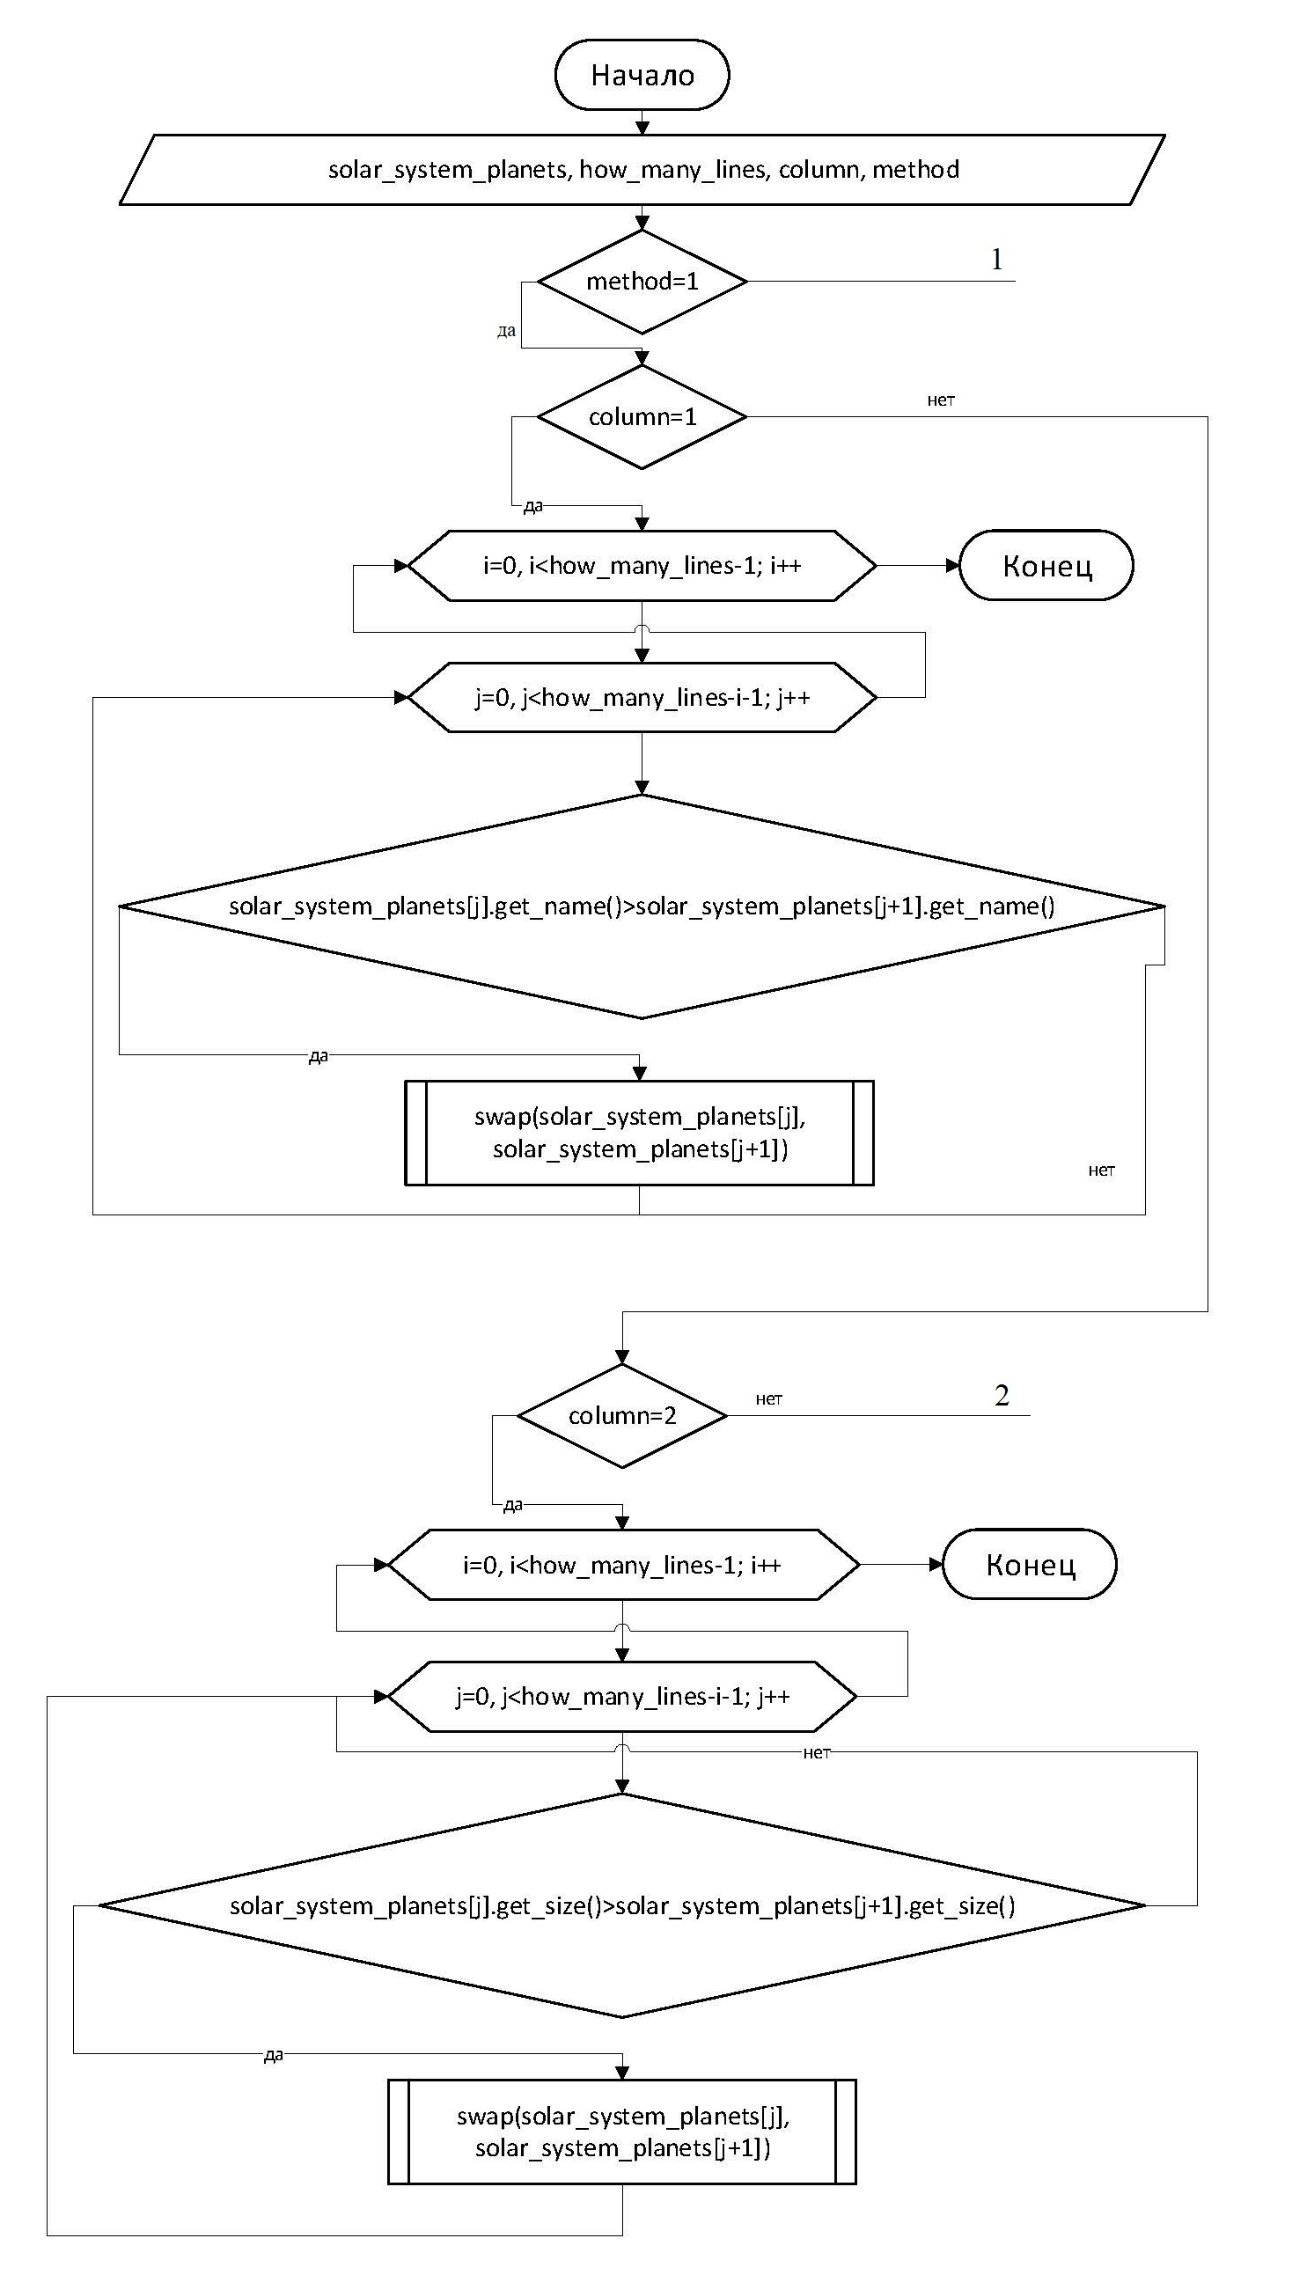 Начало
solar_system_planets, how_many_lines, column, method
1
method=1
да
нет
column=1
да
i=0, i<how_many_lines-1; i++
Конец
j=0, j<how_many_lines-i-1; j++
solar_system_planets[j].get_name()>solar_system_planets[j+1].get_name()
да
swap(solar_system_planets[j],
solar_system_planets[j+1])
нет
2
нет
column=2
да
i=0, i<how_many_lines-1; i++
Конец
j=0, j<how_many_lines-i-1; j++
нет
solar_system_planets[j].get_size()>solar_system_planets[j+1].get_size()
да
swap(solar_system_planets[j],
solar_system_planets[j+1])